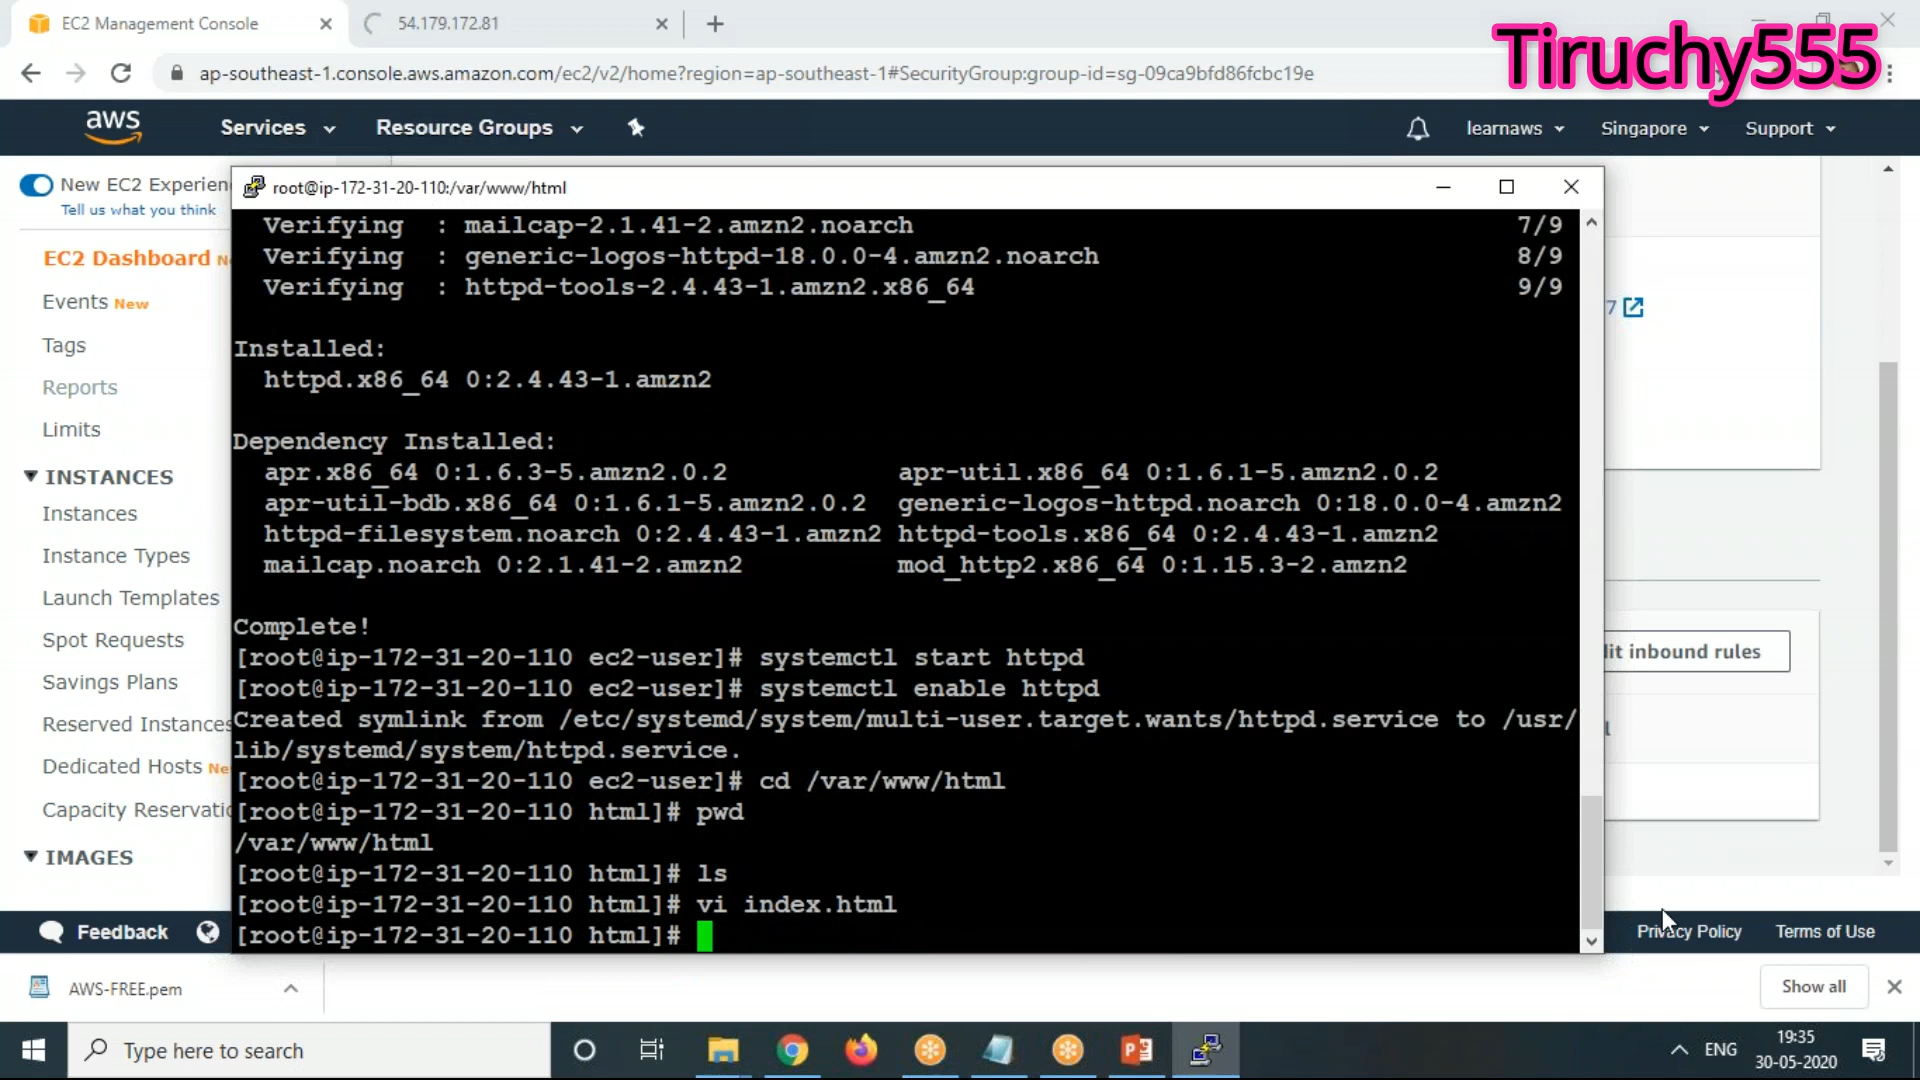 EC2 Management Console
54.179.172.81
Tiruchy555
ap-southeast-1.console.aws.amazon.com/ec2/v2/home?region=ap-southeast-1#SecurityGroup:group-id=sg-09ca9bfd86fcbc19e
aws
Services
Resource Groups
learnaws
Singapore
Support
New EC2 Experien
Tell us what you think
EC2 Dashboard
Events New
Tags
Reports
Limits
INSTANCES
Instances
Instance Types
Launch Templates
Spot Requests
Savings Plans
Reserved Instances
Dedicated Hosts Ne
Capacity Reservati
IMAGES
root@ip-172-31-20-110:/var/www/html
Verifying : mailcap-2.1.41-2.amzn2.noarch 7/9
Verifying : generic-logos-httpd-18.0.0-4.amzn2.noarch 8/9
Verifying : httpd-tools-2.4.43-1.amzn2.x86_64 9/9
Installed:
httpd.x86_64 0:2.4.43-1.amzn2
Dependency Installed:
apr.x86_64 0:1.6.3-5.amzn2.0.2 apr-util.x86_64 0:1.6.1-5.amzn2.0.2
apr-util-bdb.x86_64 0:1.6.1-5.amzn2.0.2 generic-logos-httpd.noarch 0:18.0.0-4.amzn2
httpd-filesystem.noarch 0:2.4.43-1.amzn2 httpd-tools.x86_64 0:2.4.43-1.amzn2
mailcap.noarch 0:2.1.41-2.amzn2 mod_http2.x86_64 0:1.15.3-2.amzn2
Complete!
[root@ip-172-31-20-110 ec2-user]# systemctl start httpd
[root@ip-172-31-20-110 ec2-user]# systemctl enable httpd
Created symlink from /etc/systemd/system/multi-user.target.wants/httpd.service to /usr/
lib/systemd/system/httpd.service.
[root@ip-172-31-20-110 ec2-user]# cd /var/www/html
[root@ip-172-31-20-110 html]# pwd
/var/www/html
[root@ip-172-31-20-110 html]# ls
[root@ip-172-31-20-110 html]# vi index.html
[root@ip-172-31-20-110 html]#
7
dit inbound rules
Feedback
Privacy Policy
Terms of Use
AWS-FREE.pem
Show all
Type here to search
ENG
19:35
30-05-2020